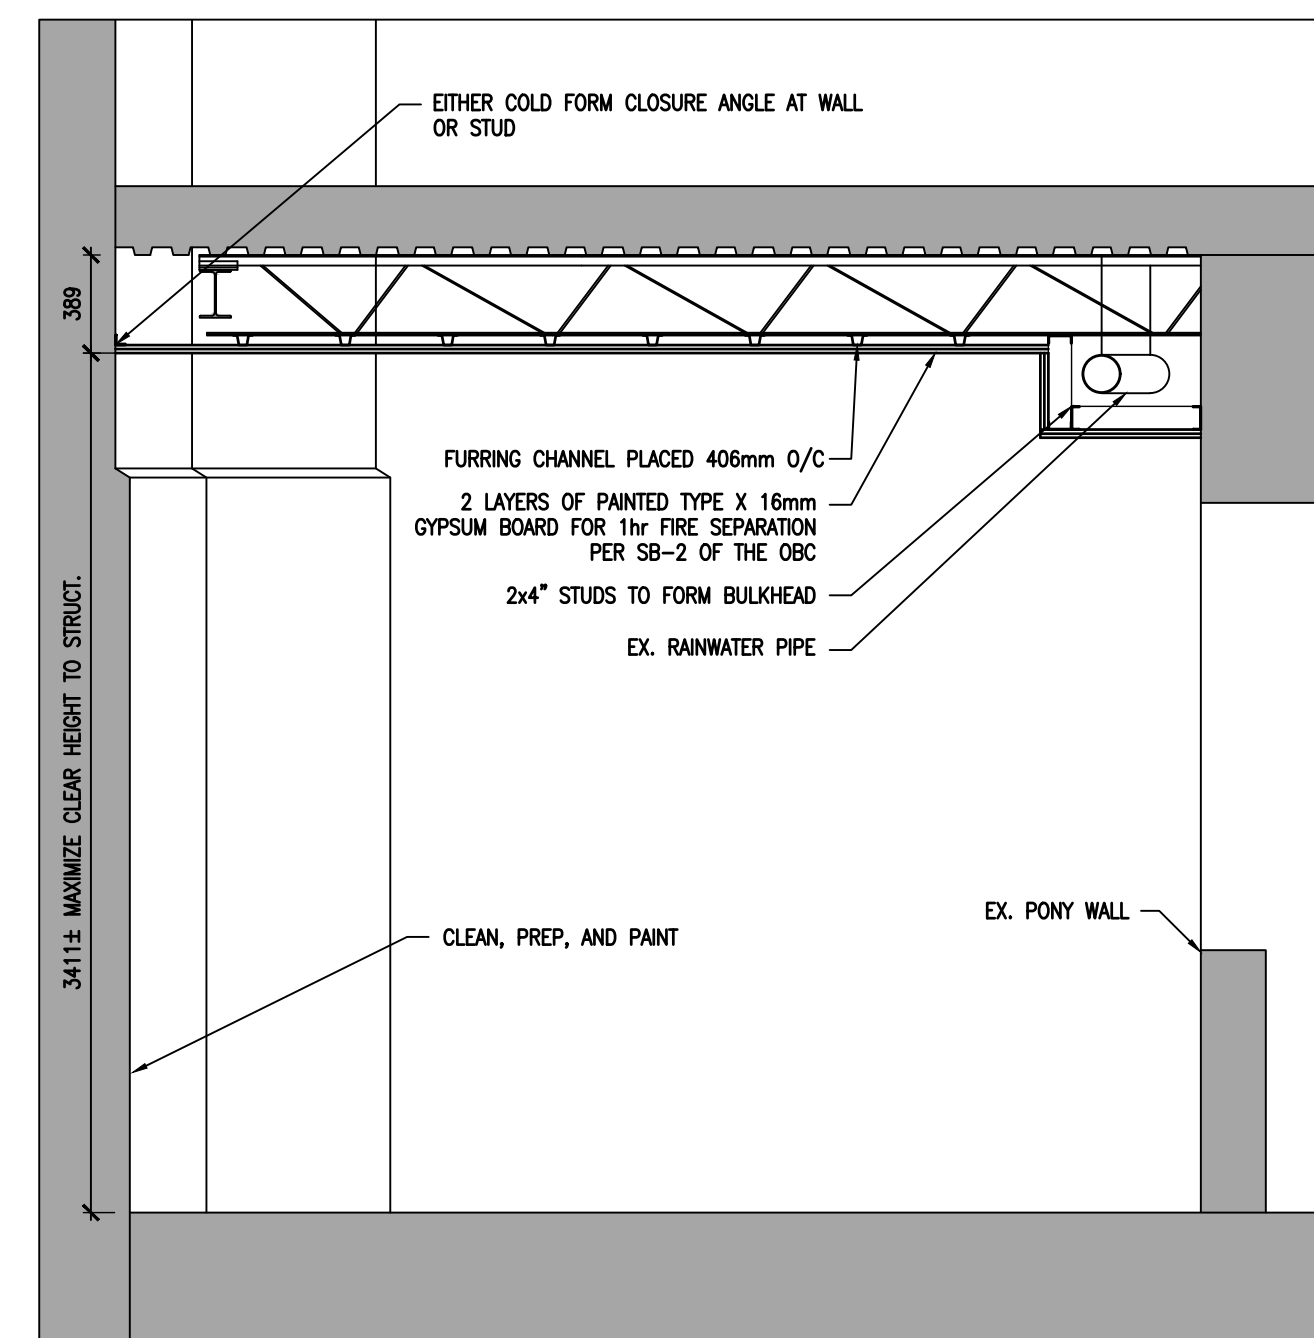 EITHER COLD FORM CLOSURE ANGLE AT WALL
OR STUD
389
FURRING CHANNEL PLACED 406mm O/C
2 LAYERS OF PAINTED TYPE X 16mm
GYPSUM BOARD FOR 1hr FIRE SEPARATION
PER SB-2 OF THE OBC
2x4" STUDS TO FORM BULKHEAD
EX. RAINWATER PIPE
3411± MAXIMIZE CLEAR HEIGHT TO STRUCT.
EX. PONY WALL
CLEAN, PREP, AND PAINT